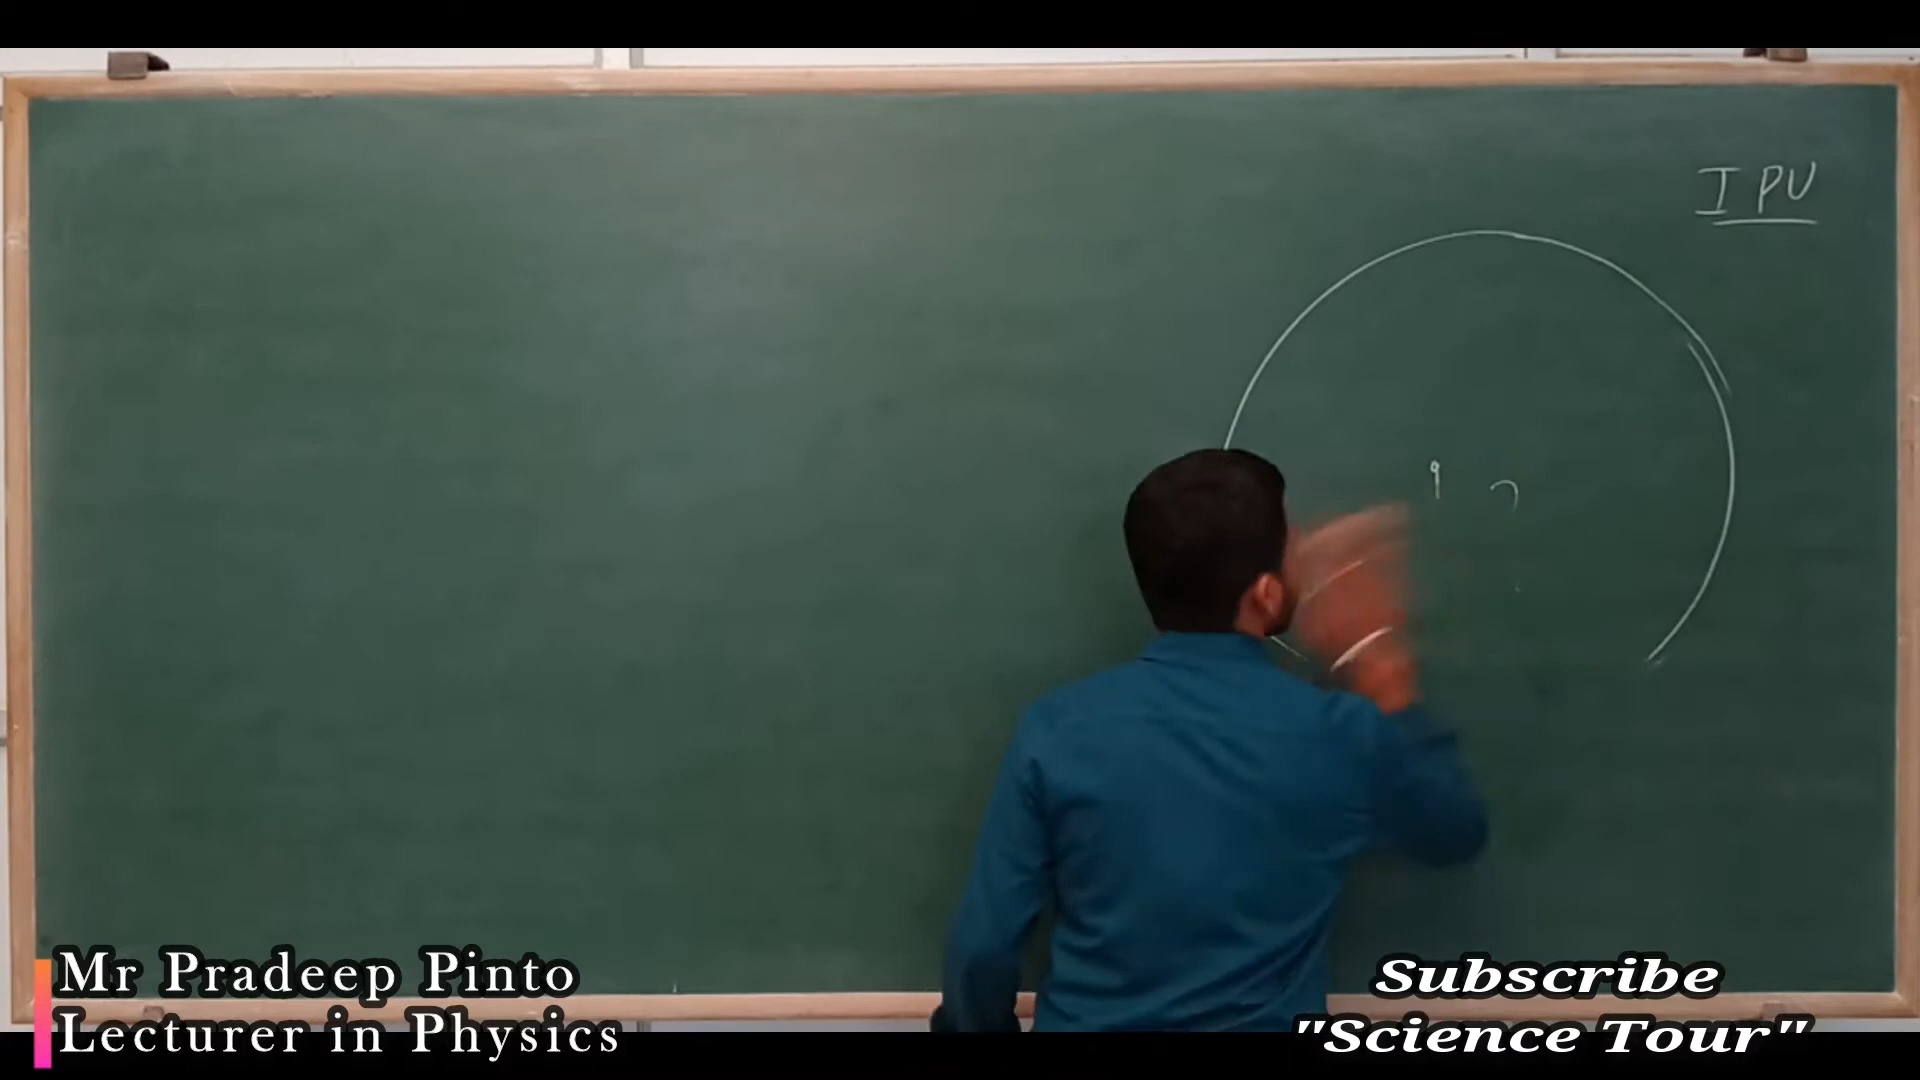 I PU
Mr Pradeep Pinto
Lecturer in Physics
Subscribe
"Science Tour"